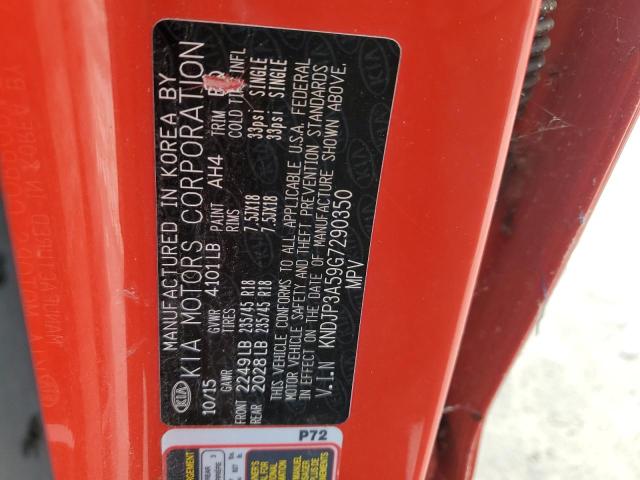 MANUFACTURED IN KOREA BY
KIA MOTORS CORPORATION
10/15 GVWR 4101LB PAINT AH4 TRIM
GAWR TIRES RIMS COLD TIRE INFL
FRONT 2249LB 235/45 R18 7.5JX18 33psi SINGLE
REAR 2028LB 235/45 R18 7.5JX18 33psi SINGLE
THIS VEHICLE CONFORMS TO ALL APPLICABLE U.S.A. FEDERAL
MOTOR VEHICLE SAFETY AND THEFT PREVENTION STANDARDS
IN EFFECT ON THE DATE OF MANUFACTURE SHOWN ABOVE.
V.I.N KNDJP3A59G7290350
MPV
KIA
P72